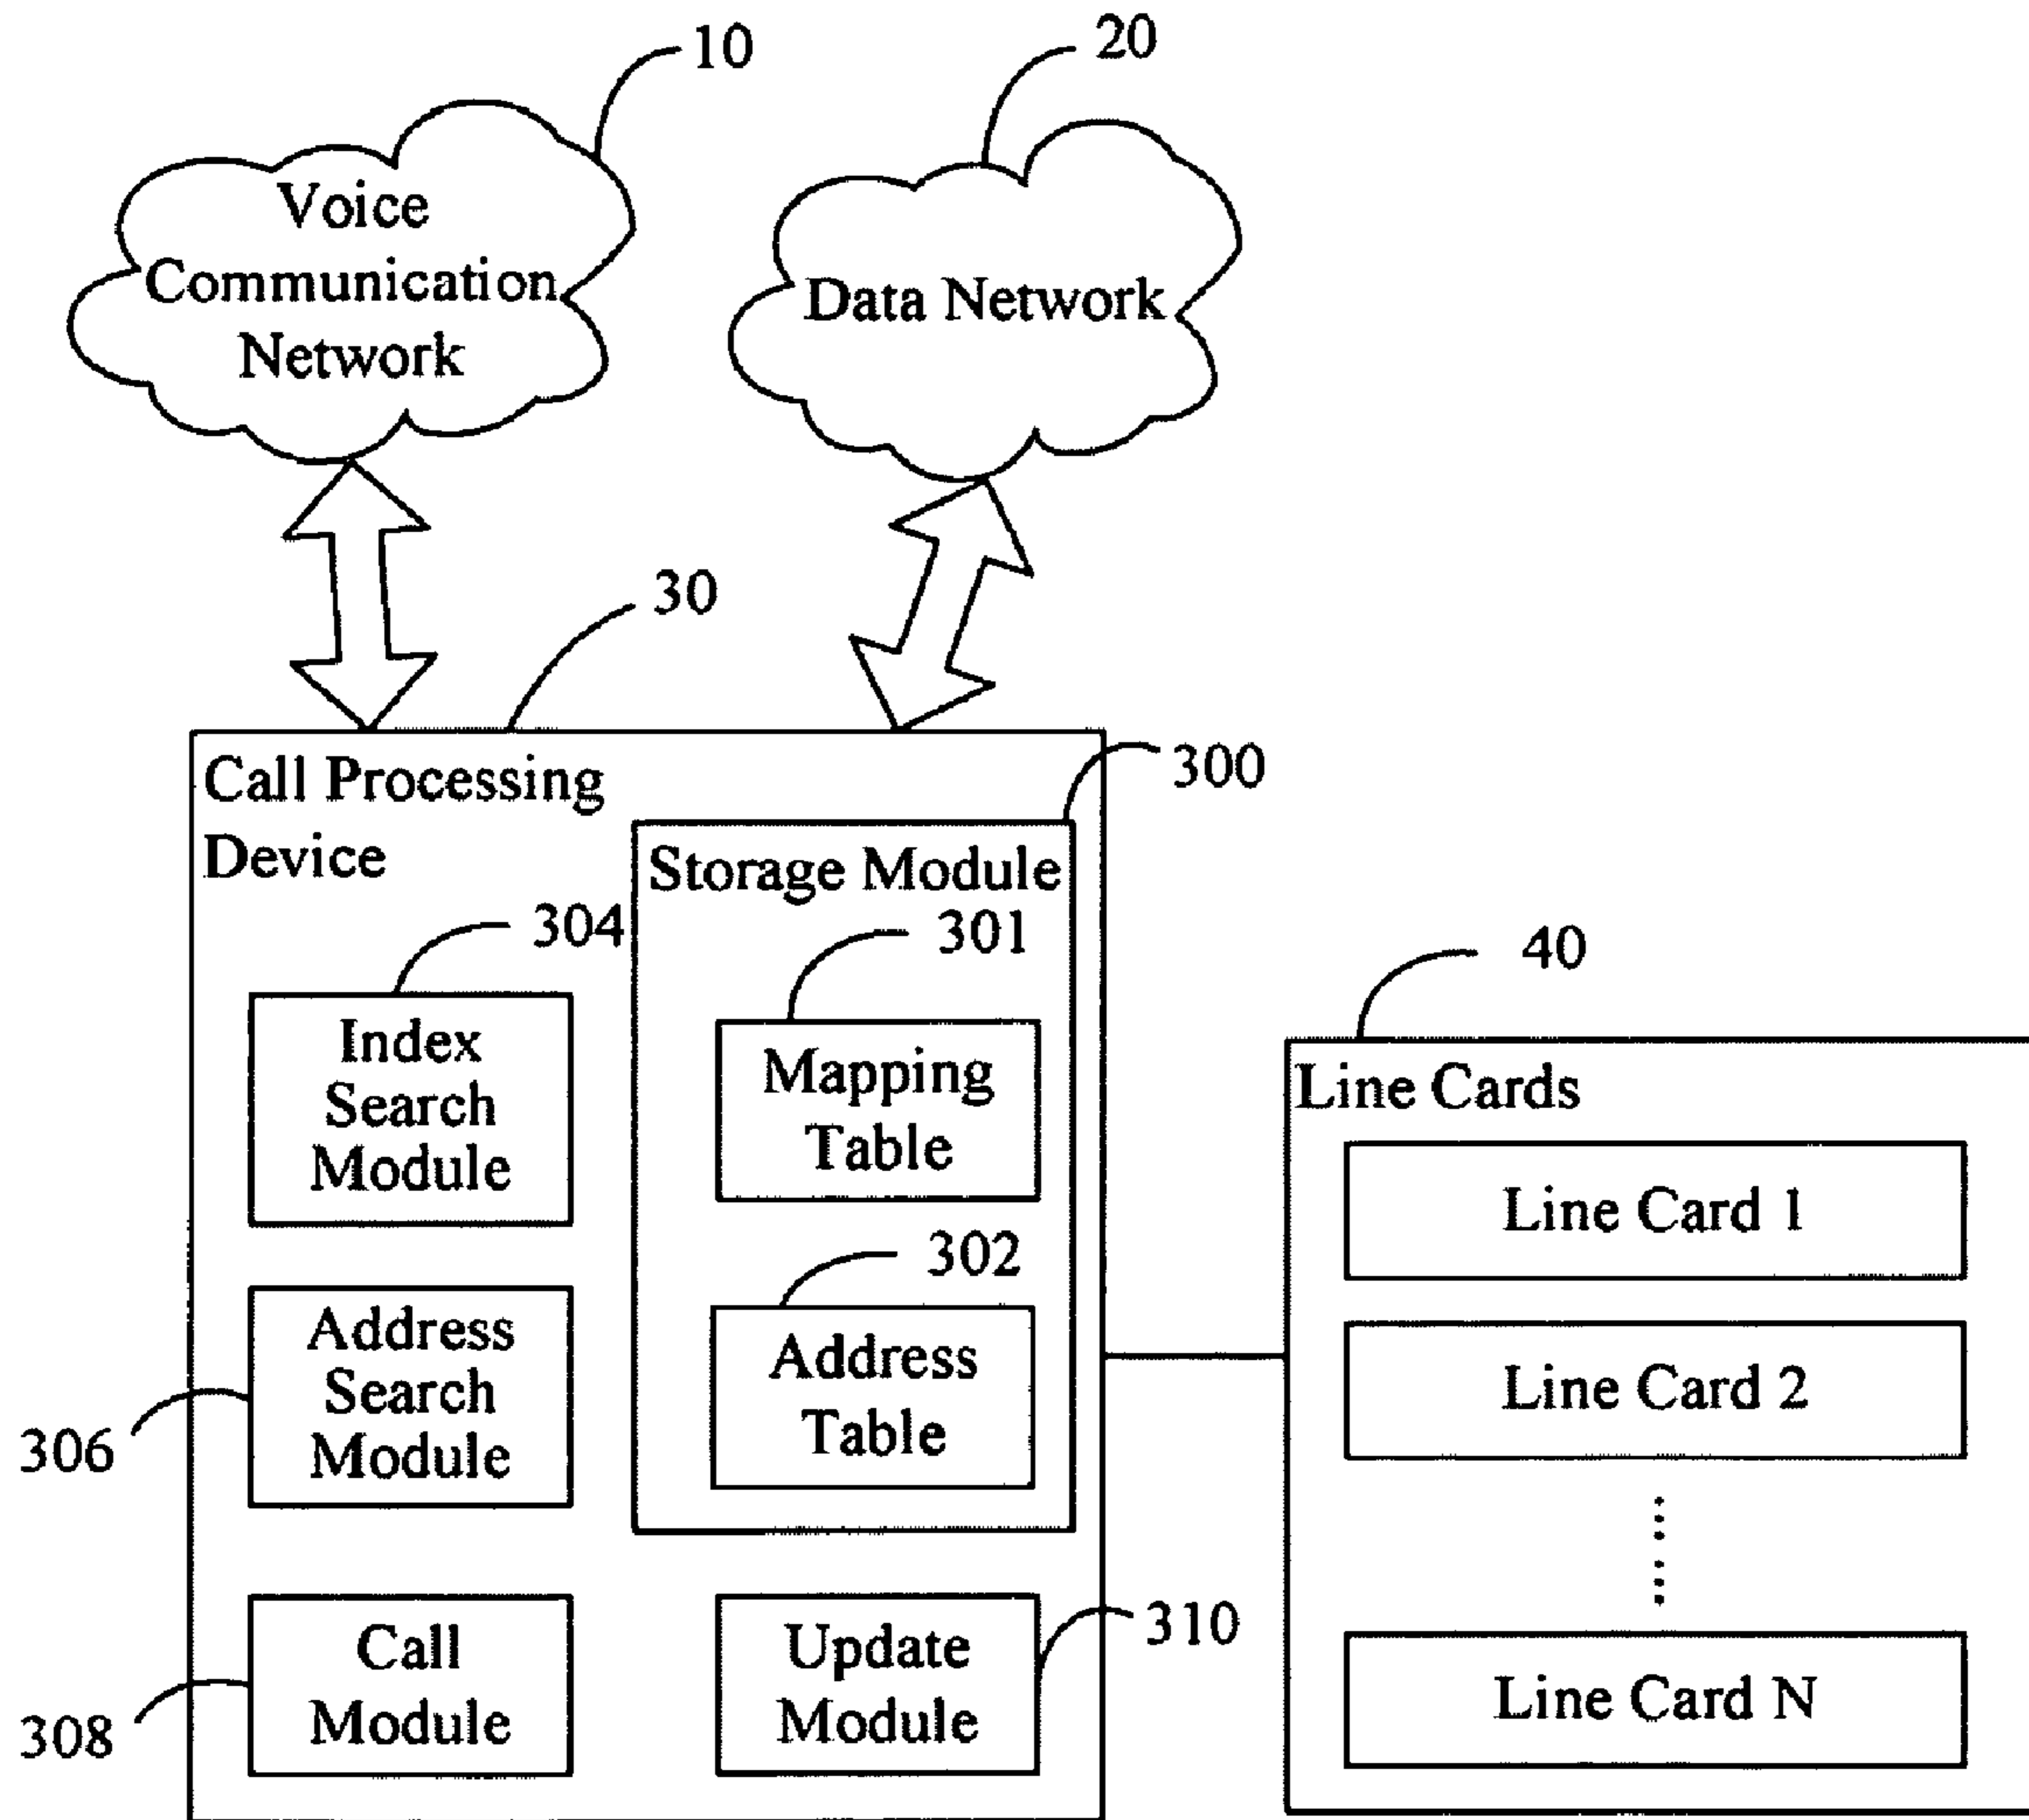 10
20
Voice
Communication
Network
Data Network
30
Call Processing
Device
300
Storage Module
304
301
40
Index
Search
Module
Mapping
Table
Line Cards
Line Card 1
302
306
Address
Search
Module
Address
Table
Line Card 2
308
Call
Module
Update
Module
310
Line Card N